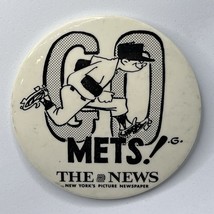 GO
METS!
-G.
THE NEWS
NEW YORK'S PICTURE NEWSPAPER